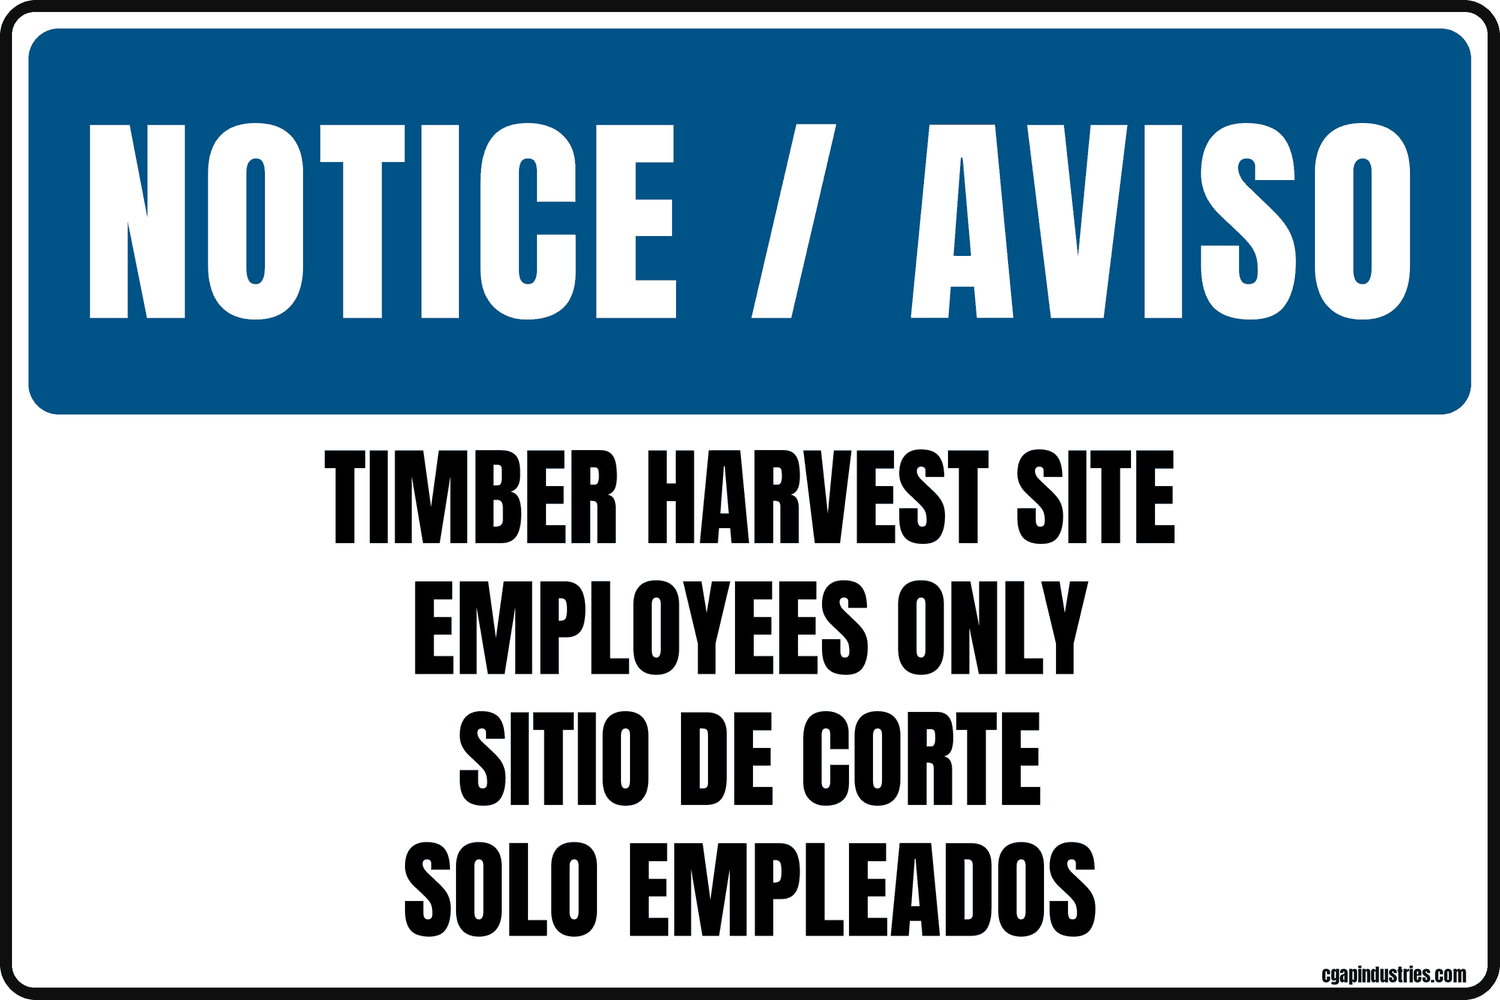 NOTICE / AVISO
TIMBER HARVEST SITE
EMPLOYEES ONLY
SITIO DE CORTE
SOLO EMPLEADOS
cgapindustries.com